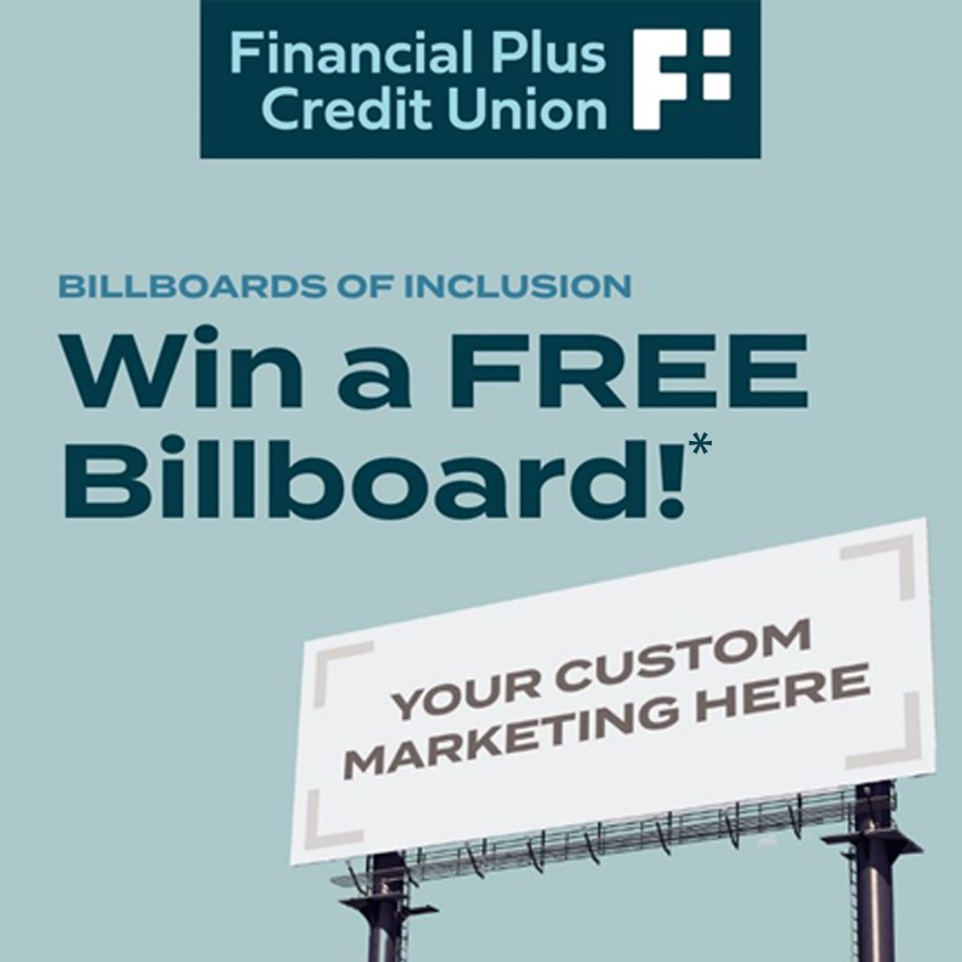 Financial Plus
Credit Union
BILLBOARDS OF INCLUSION
Win a FREE
Billboard!*
YOUR CUSTOM
MARKETING HERE